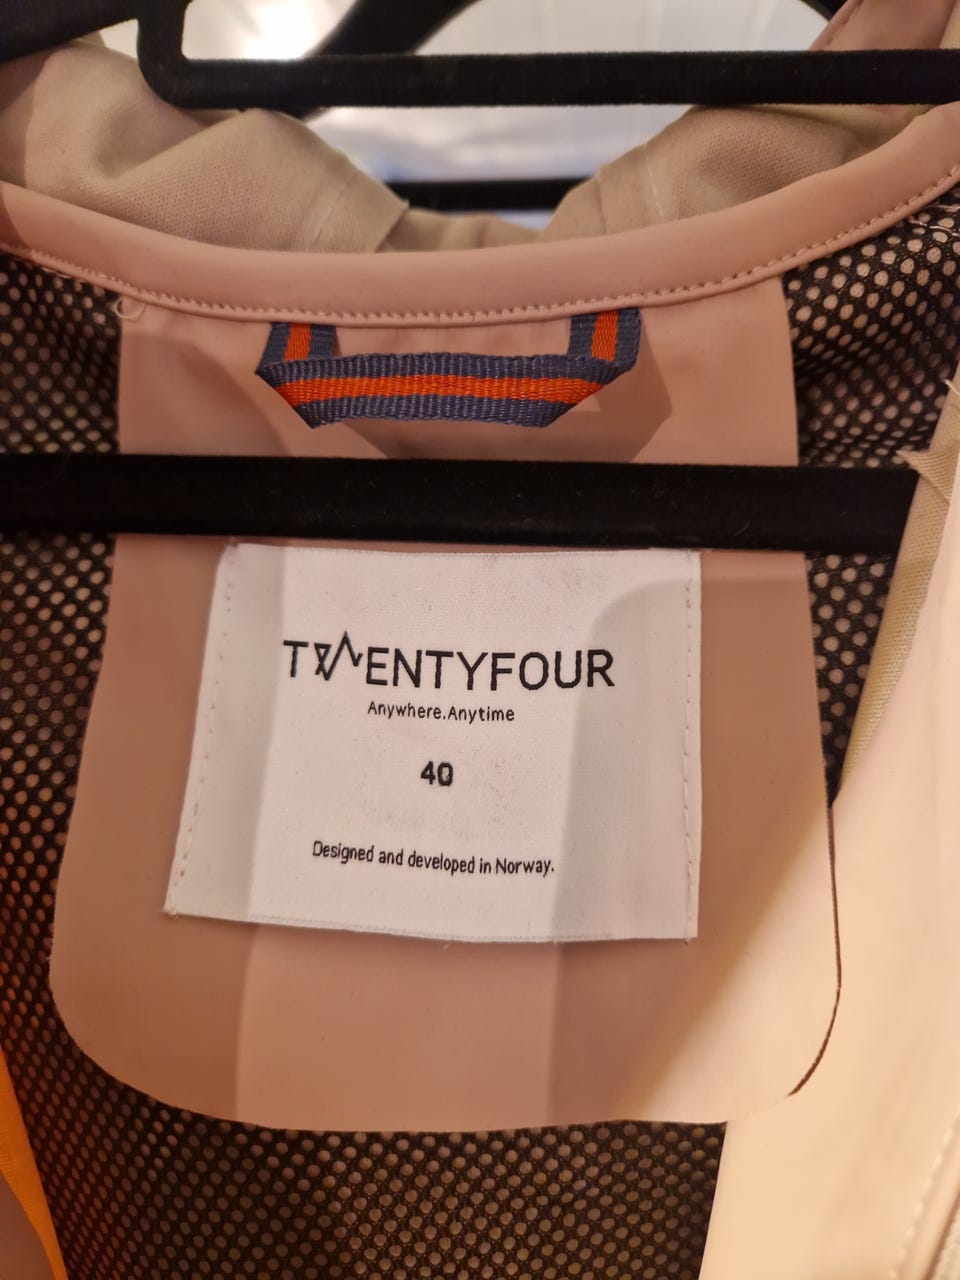 TWENTYFOUR
Anywhere.Anytime
40
Designed and developed in Norway.